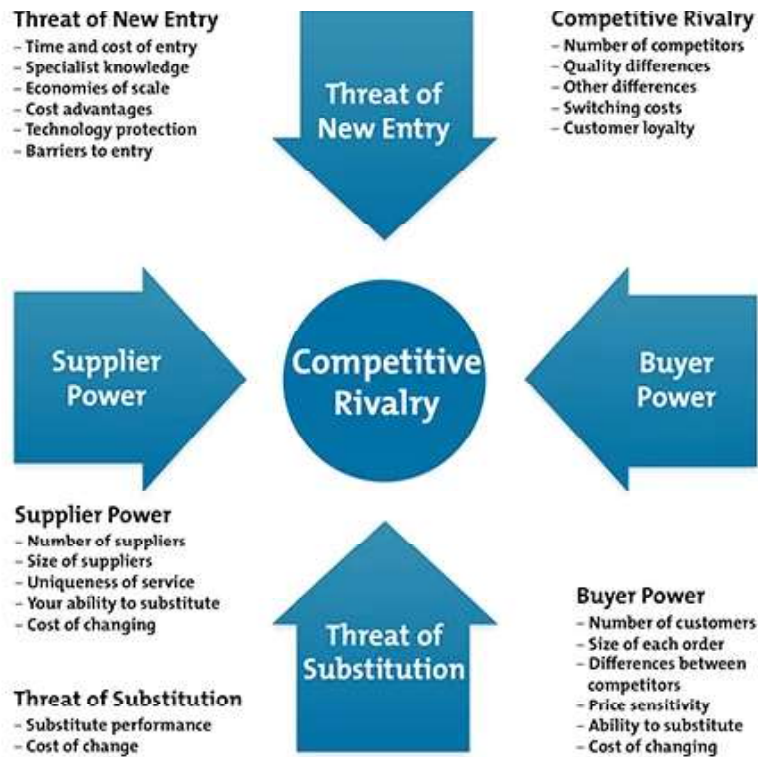 Threat of New Entry
– Time and cost of entry
– Specialist knowledge
– Economies of scale
– Cost advantages
– Technology protection
– Barriers to entry
Threat of
New Entry
Competitive Rivalry
– Number of competitors
– Quality differences
– Other differences
– Switching costs
– Customer loyalty
Supplier
Power
Competitive
Rivalry
Buyer
Power
Supplier Power
– Number of suppliers
– Size of suppliers
– Uniqueness of service
– Your ability to substitute
– Cost of changing
Threat of
Substitution
Buyer Power
– Number of customers
– Size of each order
– Differences between
competitors
– Price sensitivity
– Ability to substitute
– Cost of changing
Threat of Substitution
– Substitute performance
– Cost of change